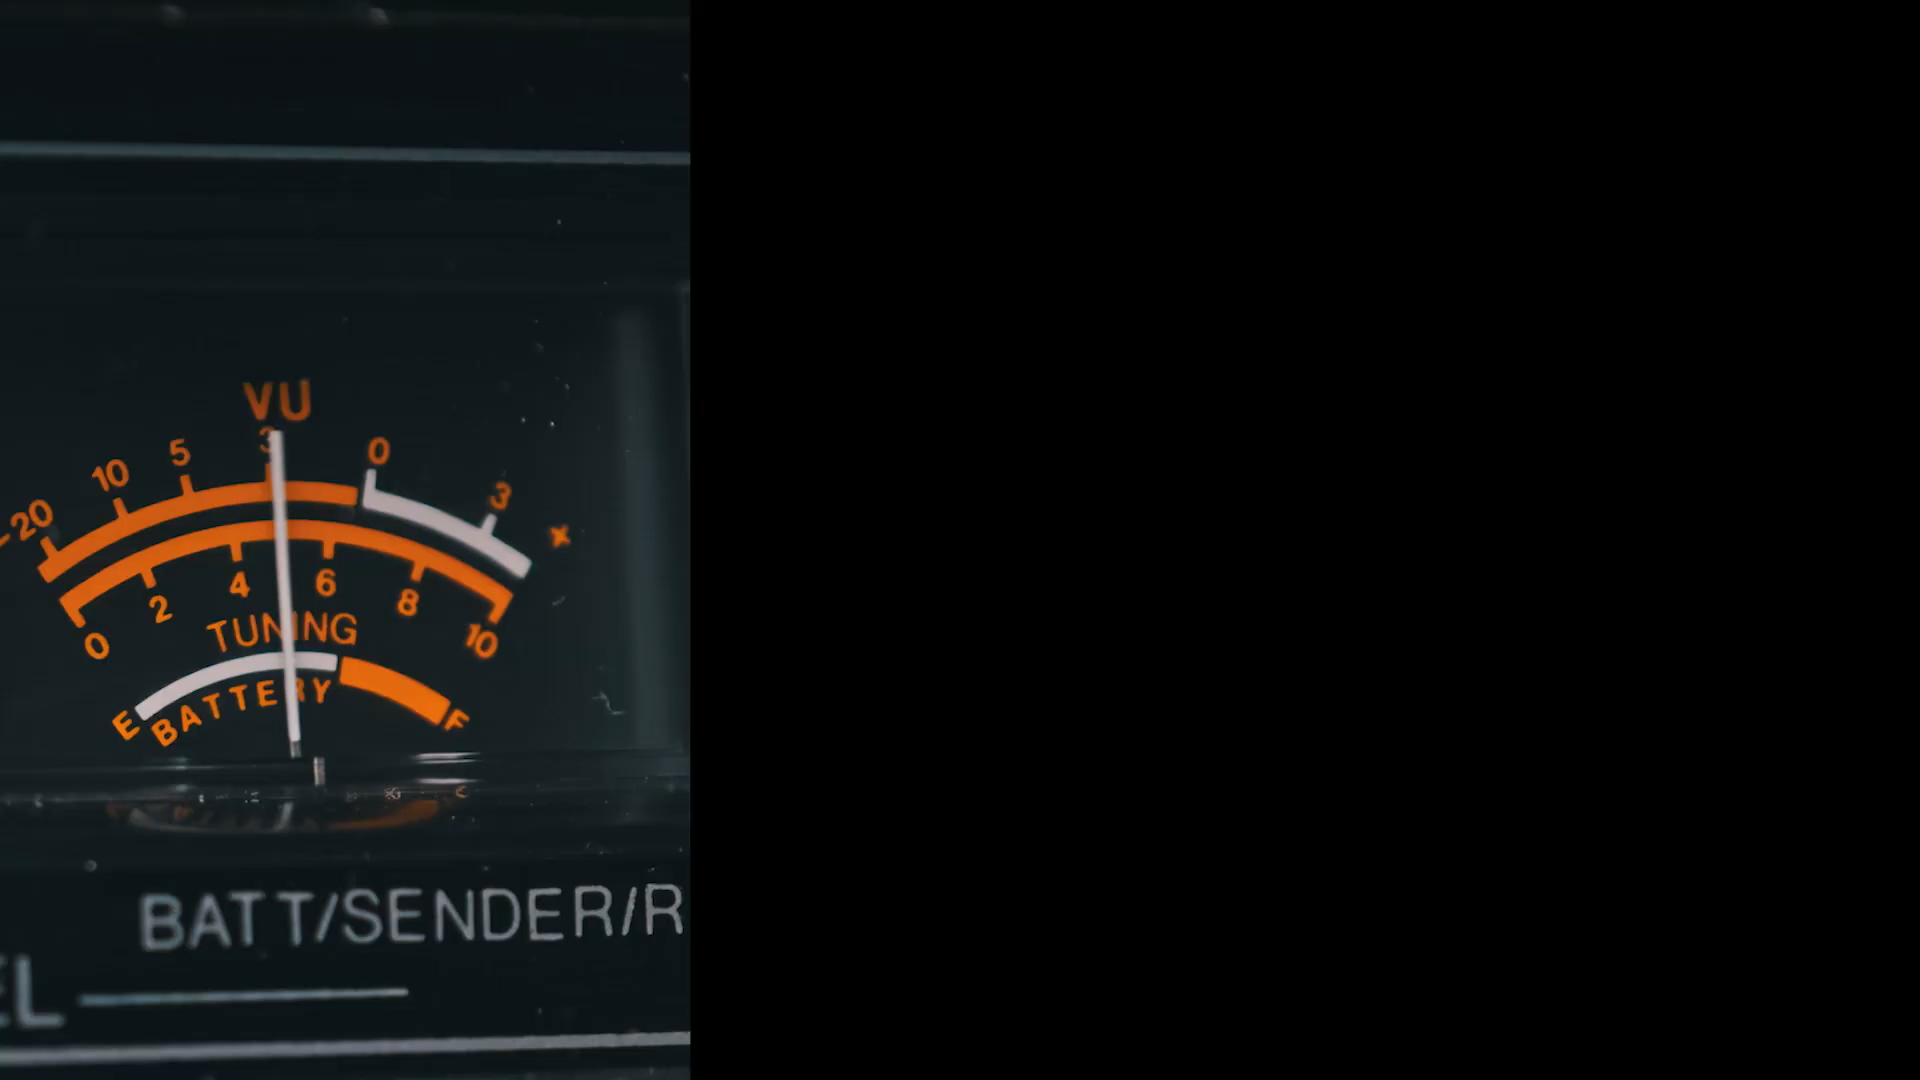 VU
-20 10 5 3 0 3 +
0 2 4 6 8 10
TUNING
E BATTERY F
BATT/SENDER/R
EL